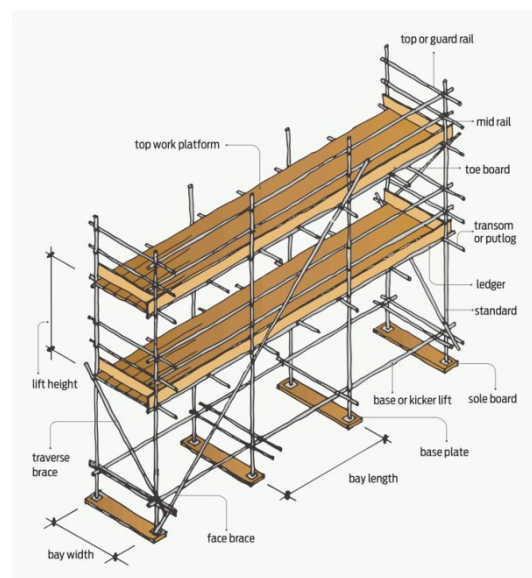 top or guard rail
mid rail
top work platform
toe board
transom
or putlog
ledger
standard
lift height
sole board
base or kicker lift
base plate
traverse
brace
bay length
face brace
bay width